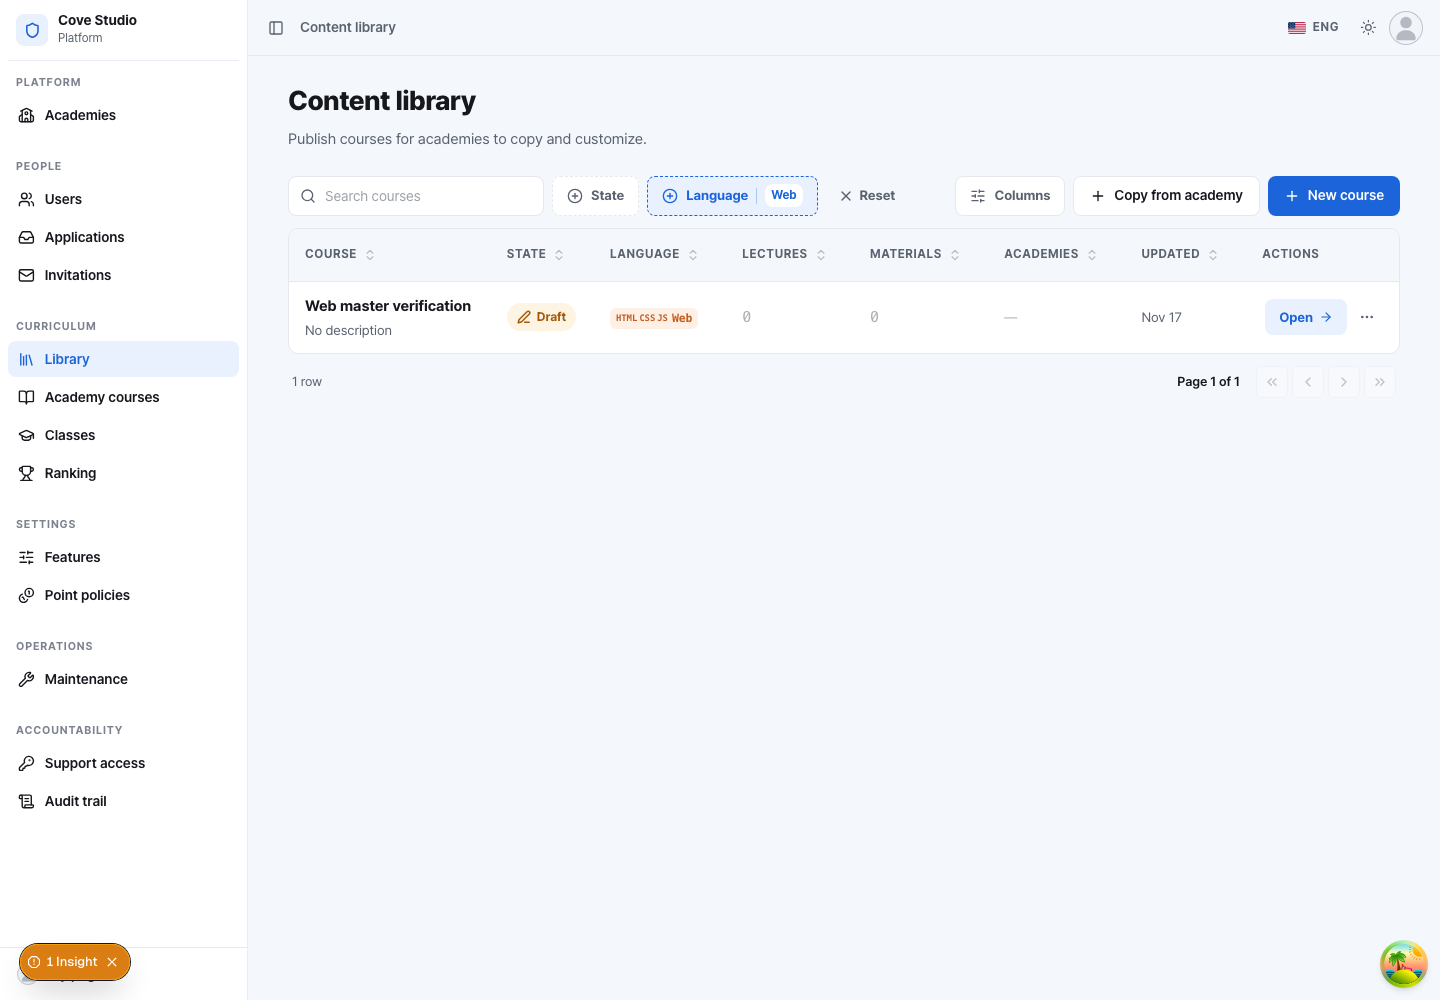 Cove Studio
Platform
PLATFORM
Academies
PEOPLE
Users
Applications
Invitations
CURRICULUM
Library
Academy courses
Classes
Ranking
SETTINGS
Features
Point policies
OPERATIONS
Maintenance
ACCOUNTABILITY
Support access
Audit trail
1 Insight
Content library
ENG
Content library
Publish courses for academies to copy and customize.
Search courses
State
Language Web
Reset
Columns
Copy from academy
New course
COURSE STATE LANGUAGE LECTURES MATERIALS ACADEMIES UPDATED ACTIONS
Web master verification
No description
Draft
HTML CSS JS Web
0
0
—
Nov 17
Open
1 row
Page 1 of 1